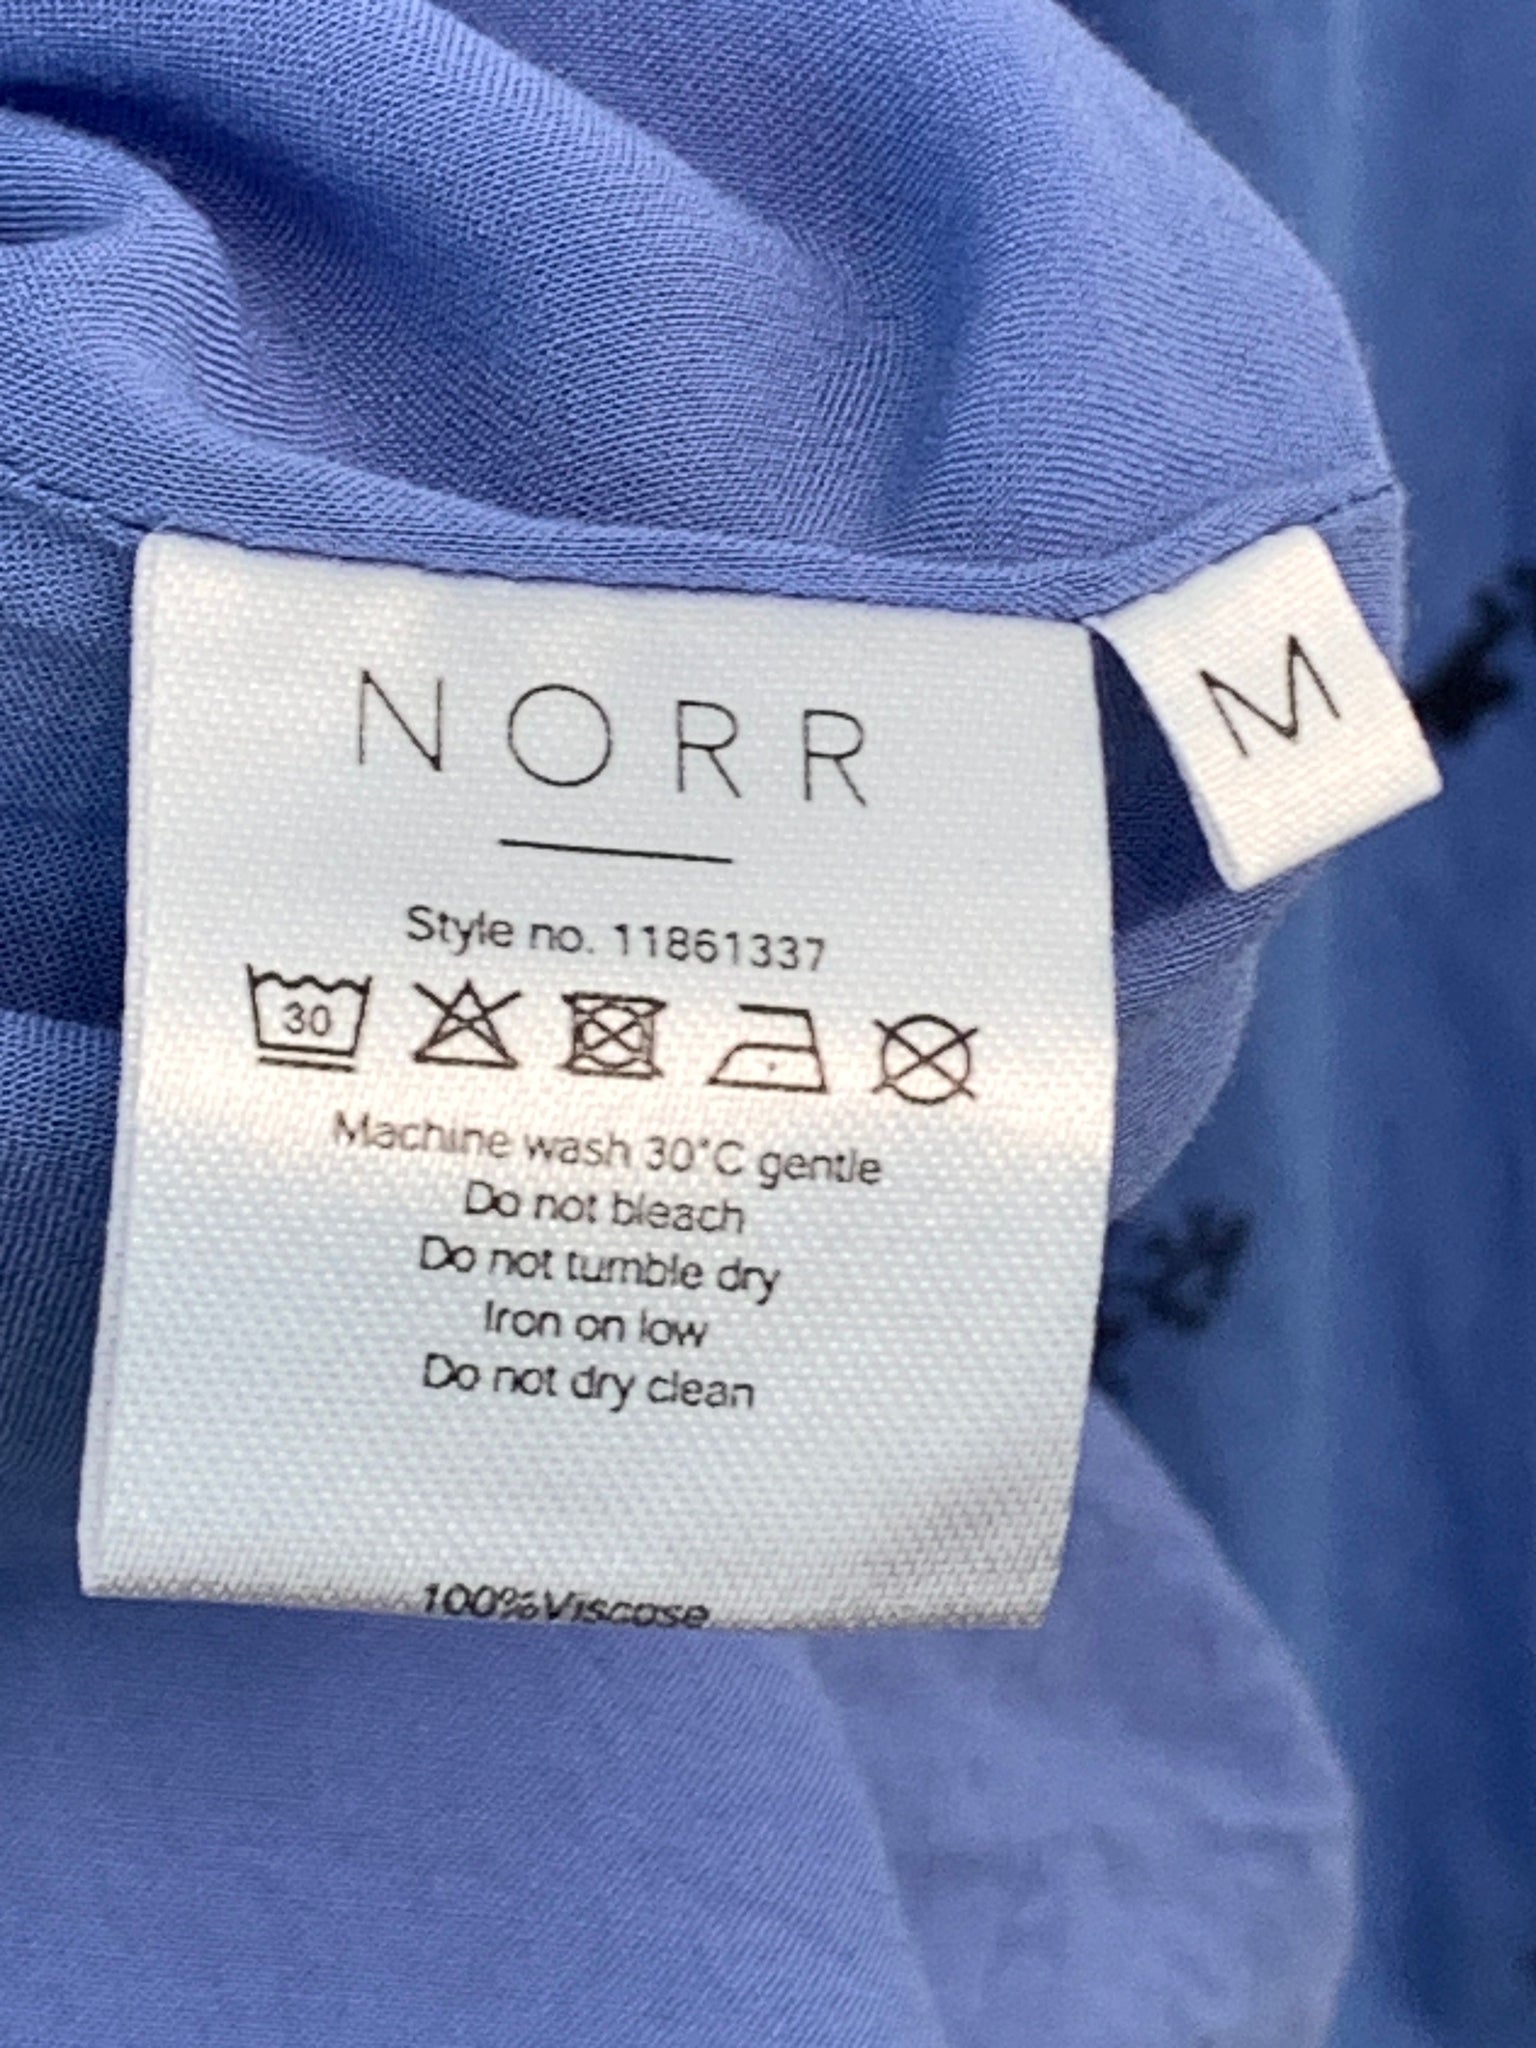 NORR
M
Style no. 11861337
30
Machine wash 30°C gentle
Do not bleach
Do not tumble dry
Iron on low
Do not dry clean
100%Viscose